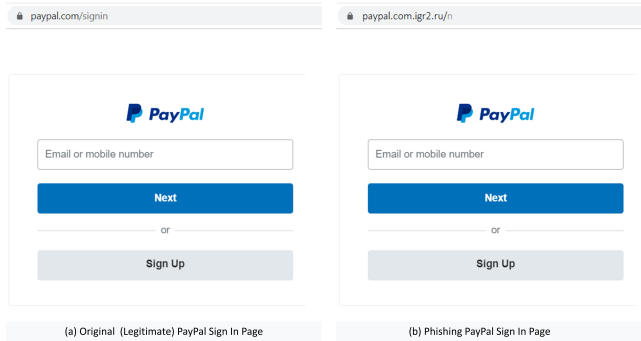 paypal.com/signin
PayPal
Email or mobile number
Next
or
Sign Up
(a) Original (Legitimate) PayPal Sign In Page
paypal.com.igr2.ru/n
PayPal
Email or mobile number
Next
or
Sign Up
(b) Phishing PayPal Sign In Page